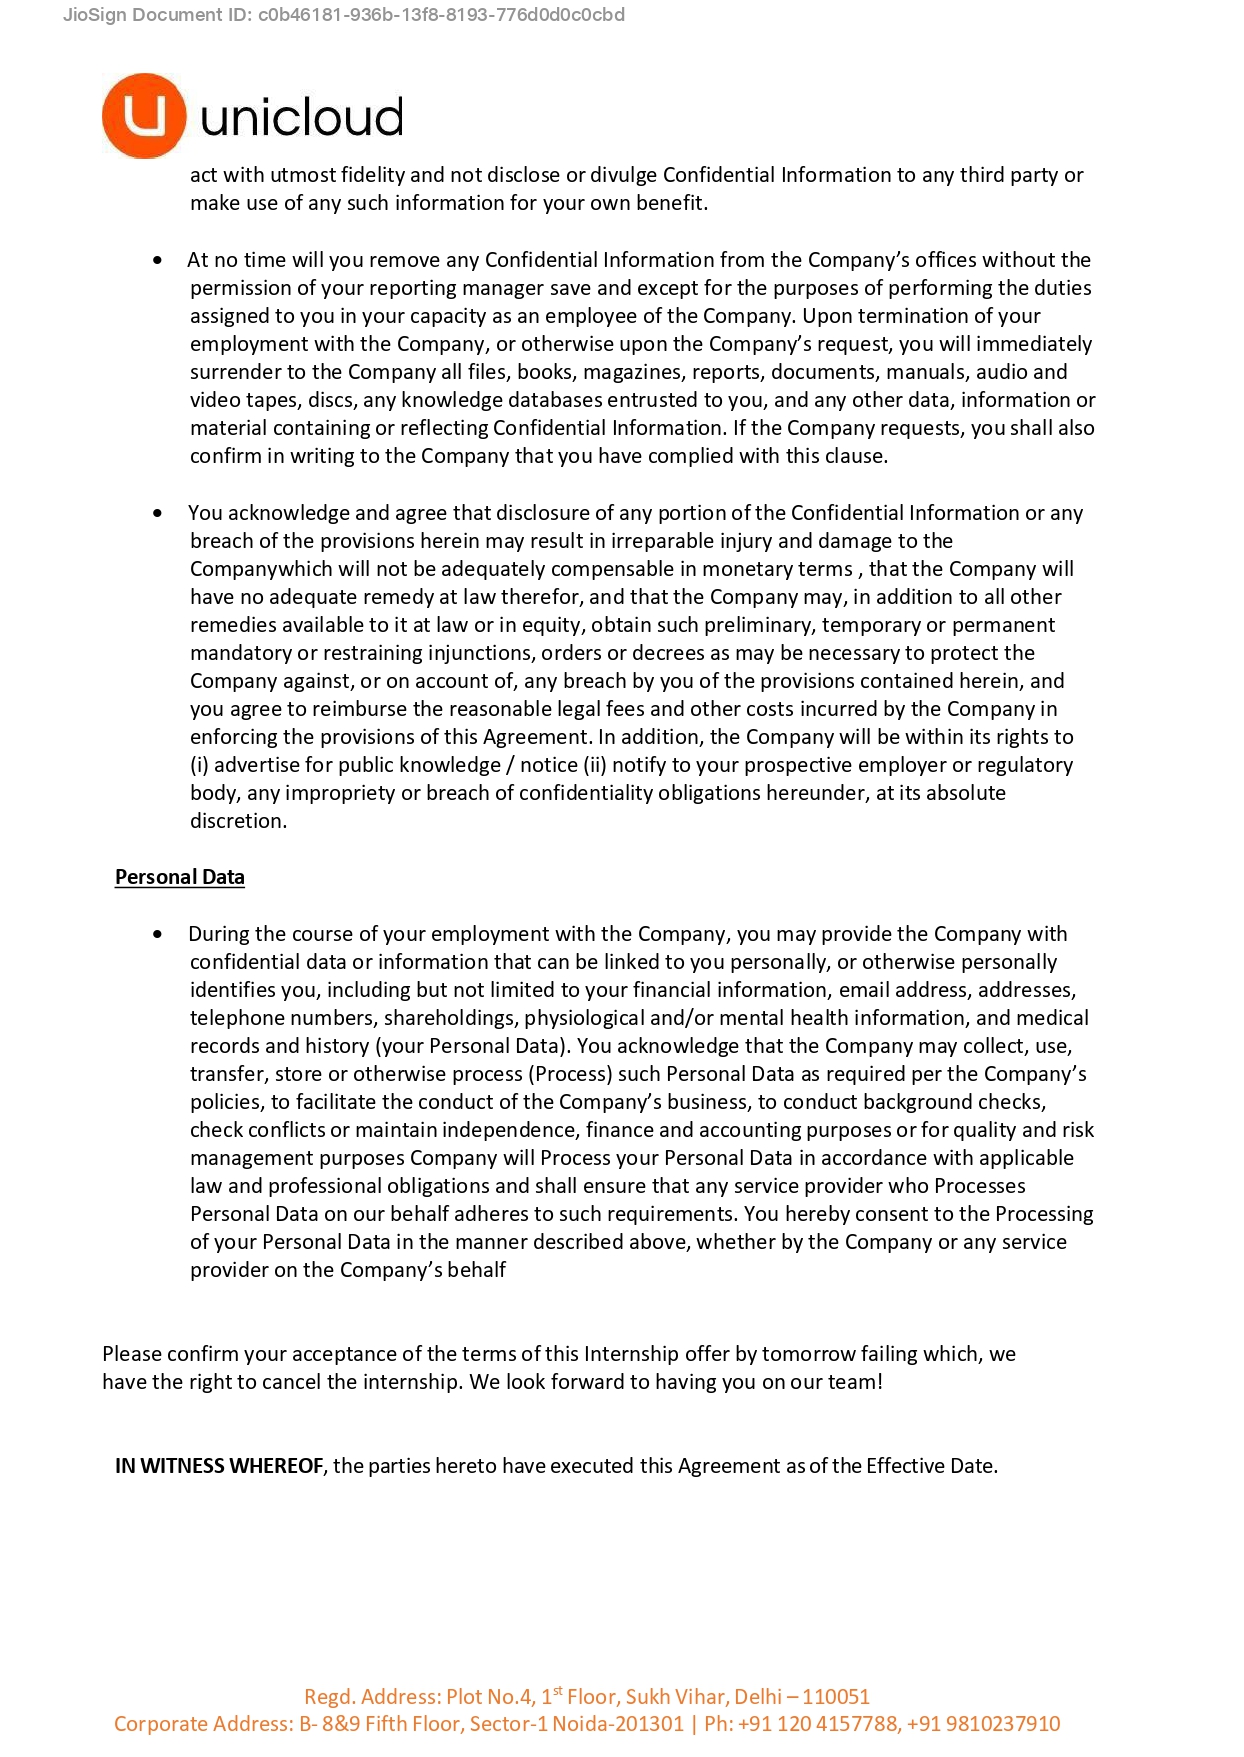 JioSign Document ID: c0b46181-936b-13f8-8193-776d0d0c0cbd
unicloud
act with utmost fidelity and not disclose or divulge Confidential Information to any third party or
make use of any such information for your own benefit.
• At no time will you remove any Confidential Information from the Company’s offices without the
permission of your reporting manager save and except for the purposes of performing the duties
assigned to you in your capacity as an employee of the Company. Upon termination of your
employment with the Company, or otherwise upon the Company’s request, you will immediately
surrender to the Company all files, books, magazines, reports, documents, manuals, audio and
video tapes, discs, any knowledge databases entrusted to you, and any other data, information or
material containing or reflecting Confidential Information. If the Company requests, you shall also
confirm in writing to the Company that you have complied with this clause.
• You acknowledge and agree that disclosure of any portion of the Confidential Information or any
breach of the provisions herein may result in irreparable injury and damage to the
Companywhich will not be adequately compensable in monetary terms , that the Company will
have no adequate remedy at law therefor, and that the Company may, in addition to all other
remedies available to it at law or in equity, obtain such preliminary, temporary or permanent
mandatory or restraining injunctions, orders or decrees as may be necessary to protect the
Company against, or on account of, any breach by you of the provisions contained herein, and
you agree to reimburse the reasonable legal fees and other costs incurred by the Company in
enforcing the provisions of this Agreement. In addition, the Company will be within its rights to
(i) advertise for public knowledge / notice (ii) notify to your prospective employer or regulatory
body, any impropriety or breach of confidentiality obligations hereunder, at its absolute
discretion.
Personal Data
• During the course of your employment with the Company, you may provide the Company with
confidential data or information that can be linked to you personally, or otherwise personally
identifies you, including but not limited to your financial information, email address, addresses,
telephone numbers, shareholdings, physiological and/or mental health information, and medical
records and history (your Personal Data). You acknowledge that the Company may collect, use,
transfer, store or otherwise process (Process) such Personal Data as required per the Company’s
policies, to facilitate the conduct of the Company’s business, to conduct background checks,
check conflicts or maintain independence, finance and accounting purposes or for quality and risk
management purposes Company will Process your Personal Data in accordance with applicable
law and professional obligations and shall ensure that any service provider who Processes
Personal Data on our behalf adheres to such requirements. You hereby consent to the Processing
of your Personal Data in the manner described above, whether by the Company or any service
provider on the Company’s behalf
Please confirm your acceptance of the terms of this Internship offer by tomorrow failing which, we
have the right to cancel the internship. We look forward to having you on our team!
IN WITNESS WHEREOF, the parties hereto have executed this Agreement as of the Effective Date.
Regd. Address: Plot No.4, 1st Floor, Sukh Vihar, Delhi – 110051
Corporate Address: B- 8&9 Fifth Floor, Sector-1 Noida-201301 | Ph: +91 120 4157788, +91 9810237910